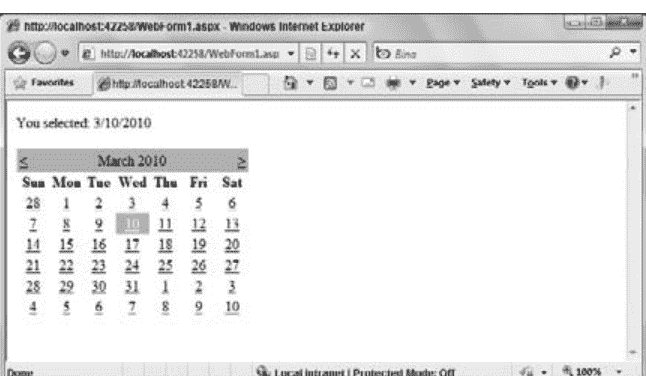 http://localhost:42258/WebForm1.aspx - Windows Internet Explorer
http://localhost:42258/WebForm1.asp
Bing
Favorites
http://localhost:42258/W...
Page
Safety
Tools
You selected: 3/10/2010
< March 2010 >
Sun Mon Tue Wed Thu Fri Sat
28 1 2 3 4 5 6
7 8 9 10 11 12 13
14 15 16 17 18 19 20
21 22 23 24 25 26 27
28 29 30 31 1 2 3
4 5 6 7 8 9 10
Done
Local intranet | Protected Mode: Off
100%